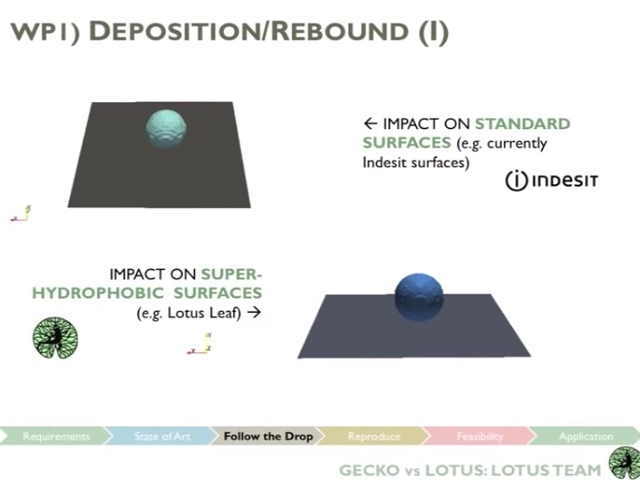 WP1) DEPOSITION/REBOUND (I)
← IMPACT ON STANDARD
SURFACES (e.g. currently
Indesit surfaces)
INDESIT
IMPACT ON SUPER-
HYDROPHOBIC SURFACES
(e.g. Lotus Leaf) →
Requirements State of Art Follow the Drop Reproduce Feasibility Application
GECKO vs LOTUS: LOTUS TEAM